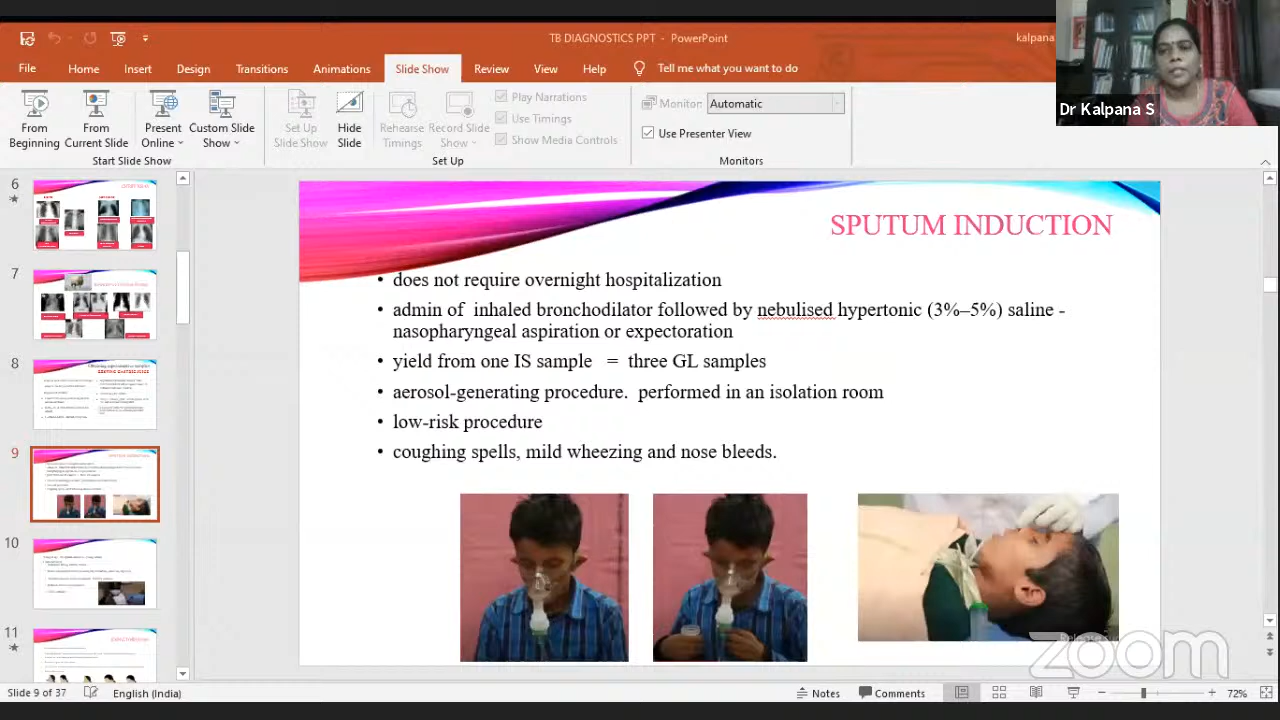 TB DIAGNOSTICS PPT - PowerPoint
kalpana
File
Home
Insert
Design
Transitions
Animations
Slide Show
Review
View
Help
Tell me what you want to do
Dr Kalpana S
From Beginning
From Current Slide
Present Online
Custom Slide Show
Start Slide Show
Set Up Slide Show
Hide Slide
Rehearse Timings
Record Slide Show
Play Narrations
Use Timings
Show Media Controls
Set Up
Monitor:
Automatic
Use Presenter View
Monitors
6
7
8
9
10
11
SPUTUM INDUCTION
• does not require overnight hospitalization
• admin of inhaled bronchodilator followed by nebulised hypertonic (3%–5%) saline -
nasopharyngeal aspiration or expectoration
• yield from one IS sample = three GL samples
aerosol-generating procedure. performed in an isolation room
• low-risk procedure
• coughing spells, mild wheezing and nose bleeds.
zoom
Slide 9 of 37
English (India)
Notes
Comments
72%